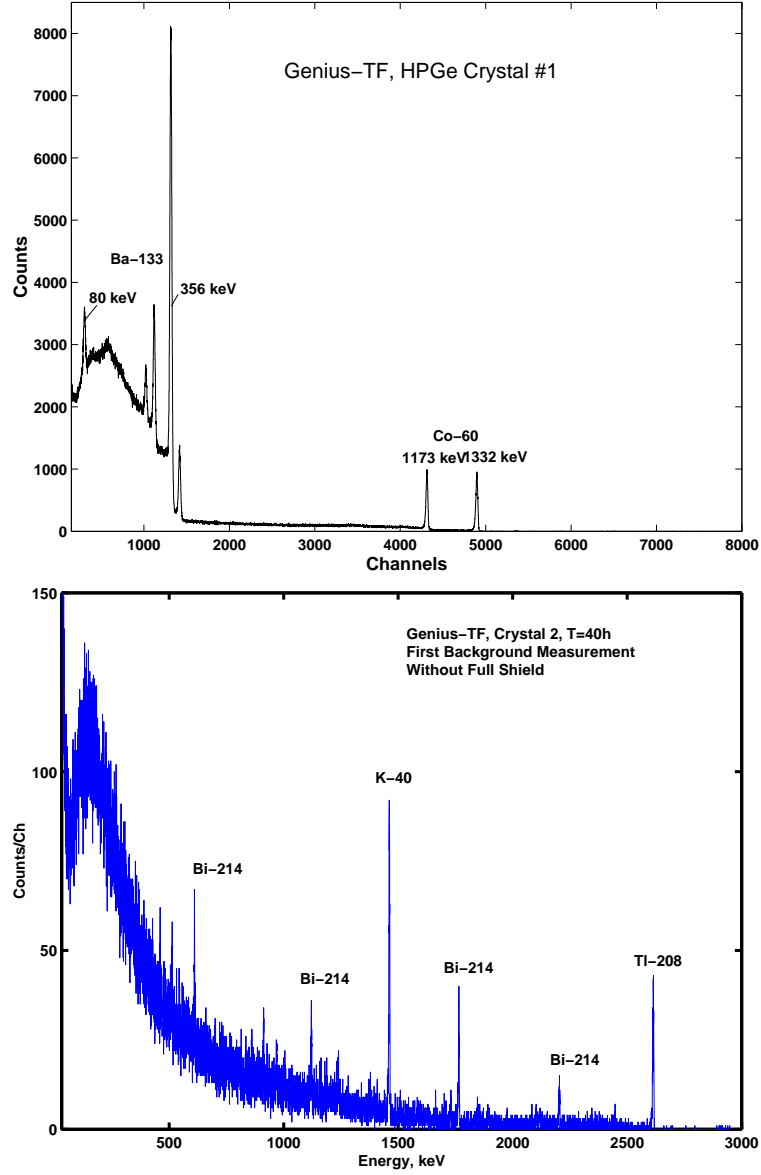 Genius−TF, HPGe Crystal #1
8000
7000
6000
5000
4000
3000
2000
1000
0
Counts
Ba−133
80 keV
356 keV
Co−60
1173 keV
1332 keV
1000 2000 3000 4000 5000 6000 7000 8000
Channels
150
100
50
0
Counts/Ch
Genius−TF, Crystal 2, T=40h
First Background Measurement
Without Full Shield
K−40
Bi−214
Bi−214
Bi−214
Tl−208
Bi−214
500 1000 1500 2000 2500 3000
Energy, keV